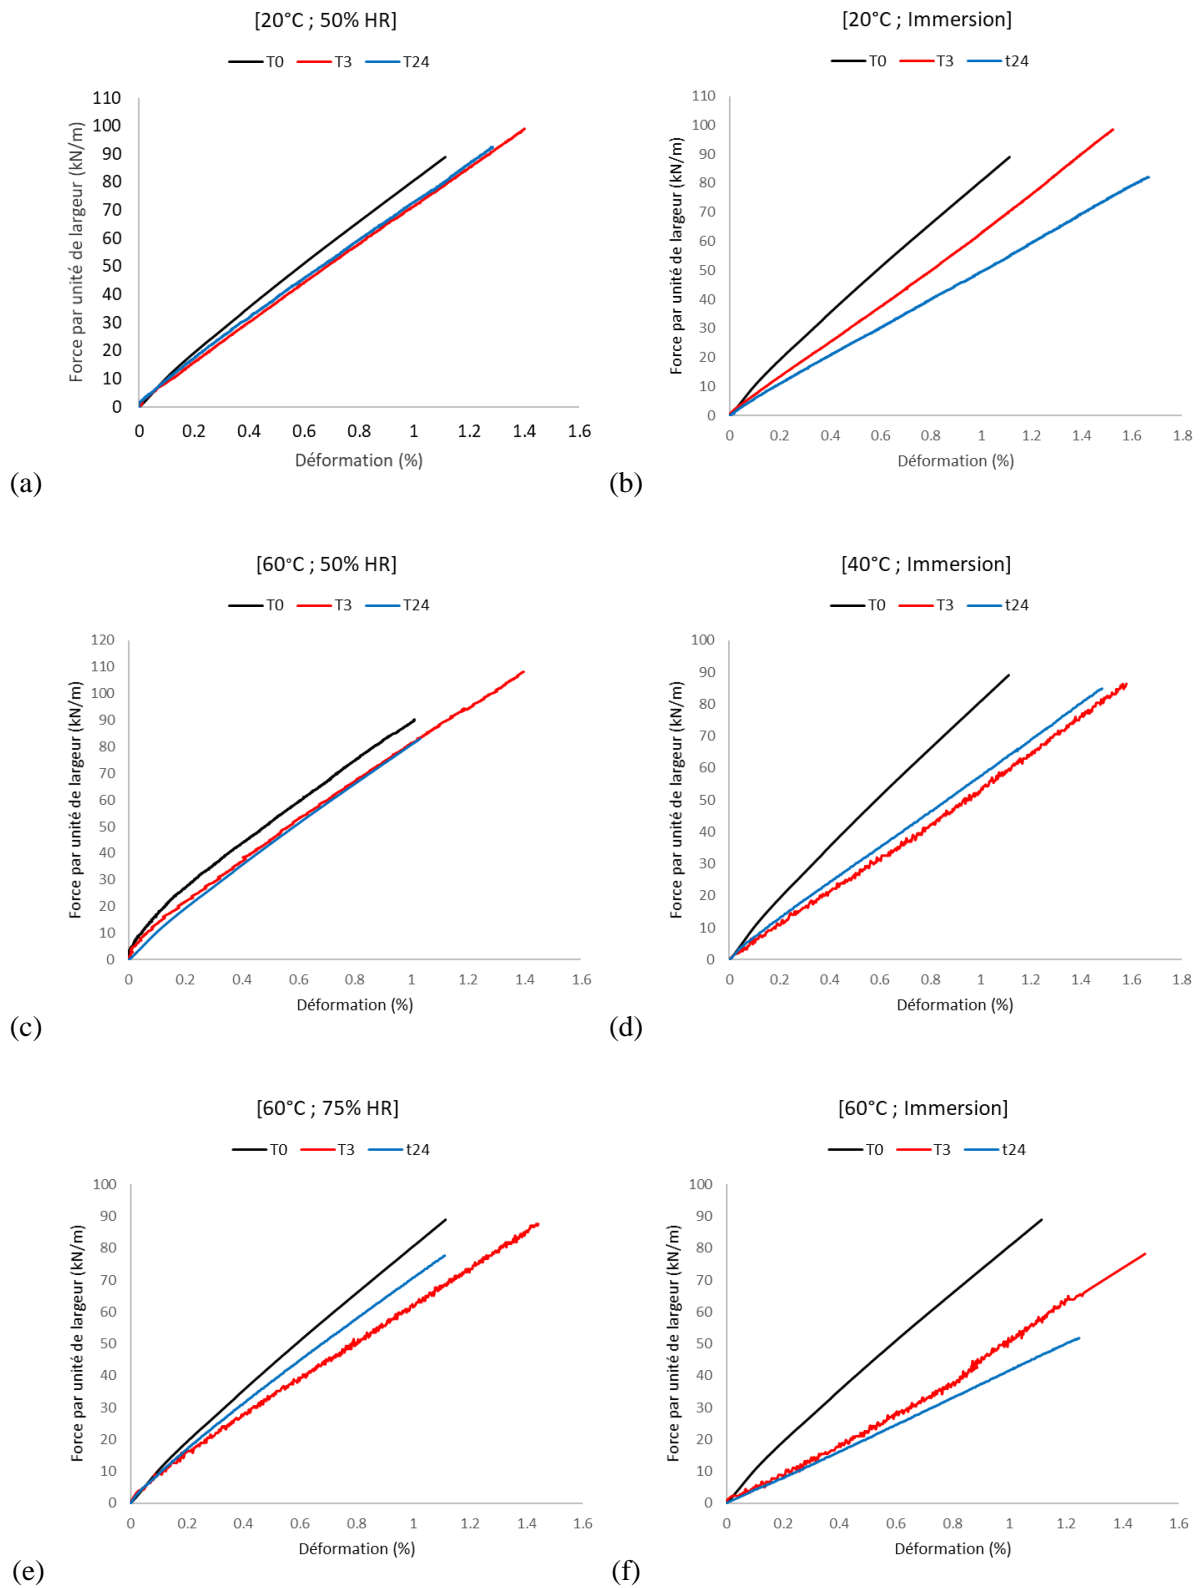 [20°C ; 50% HR]
T0 T3 T24
Force par unité de largeur (kN/m)
110
100
90
80
70
60
50
40
30
20
10
0
0 0.2 0.4 0.6 0.8 1 1.2 1.4 1.6
Déformation (%)
(a)
[20°C ; Immersion]
T0 T3 t24
Force par unité de largeur (kN/m)
110
100
90
80
70
60
50
40
30
20
10
0
0 0.2 0.4 0.6 0.8 1 1.2 1.4 1.6 1.8
Déformation (%)
(b)
[60°C ; 50% HR]
T0 T3 T24
Force par unité de largeur (kN/m)
120
110
100
90
80
70
60
50
40
30
20
10
0
0 0.2 0.4 0.6 0.8 1 1.2 1.4 1.6
Déformation (%)
(c)
[40°C ; Immersion]
T0 T3 t24
Force par unité de largeur (kN/m)
100
90
80
70
60
50
40
30
20
10
0
0 0.2 0.4 0.6 0.8 1 1.2 1.4 1.6 1.8
Déformation (%)
(d)
[60°C ; 75% HR]
T0 T3 t24
Force par unité de largeur (kN/m)
100
90
80
70
60
50
40
30
20
10
0
0 0.2 0.4 0.6 0.8 1 1.2 1.4 1.6
Déformation (%)
(e)
[60°C ; Immersion]
T0 T3 t24
Force par unité de largeur (kN/m)
100
90
80
70
60
50
40
30
20
10
0
0 0.2 0.4 0.6 0.8 1 1.2 1.4 1.6
Déformation (%)
(f)